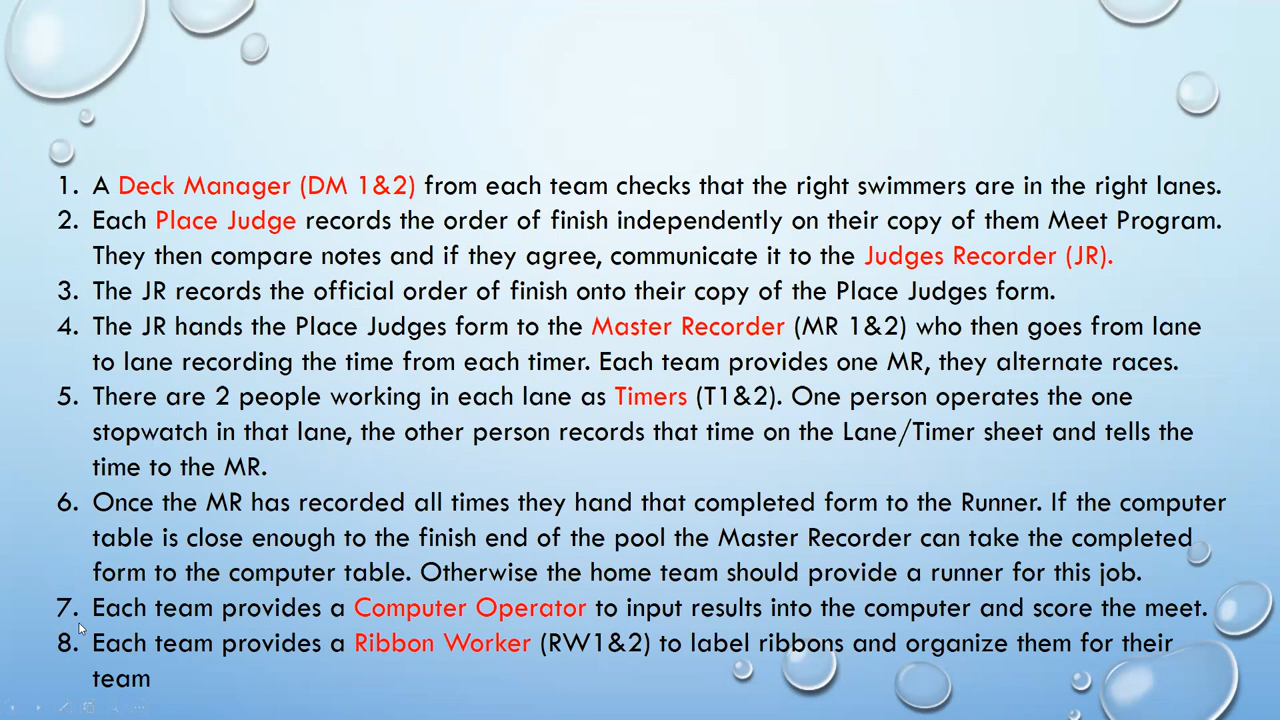 1. A Deck Manager (DM 1&2) from each team checks that the right swimmers are in the right lanes.
2. Each Place Judge records the order of finish independently on their copy of them Meet Program.
They then compare notes and if they agree, communicate it to the Judges Recorder (JR).
3. The JR records the official order of finish onto their copy of the Place Judges form.
4. The JR hands the Place Judges form to the Master Recorder (MR 1&2) who then goes from lane
to lane recording the time from each timer. Each team provides one MR, they alternate races.
5. There are 2 people working in each lane as Timers (T1&2). One person operates the one
stopwatch in that lane, the other person records that time on the Lane/Timer sheet and tells the
time to the MR.
6. Once the MR has recorded all times they hand that completed form to the Runner. If the computer
table is close enough to the finish end of the pool the Master Recorder can take the completed
form to the computer table. Otherwise the home team should provide a runner for this job.
7. Each team provides a Computer Operator to input results into the computer and score the meet.
8. Each team provides a Ribbon Worker (RW1&2) to label ribbons and organize them for their
team